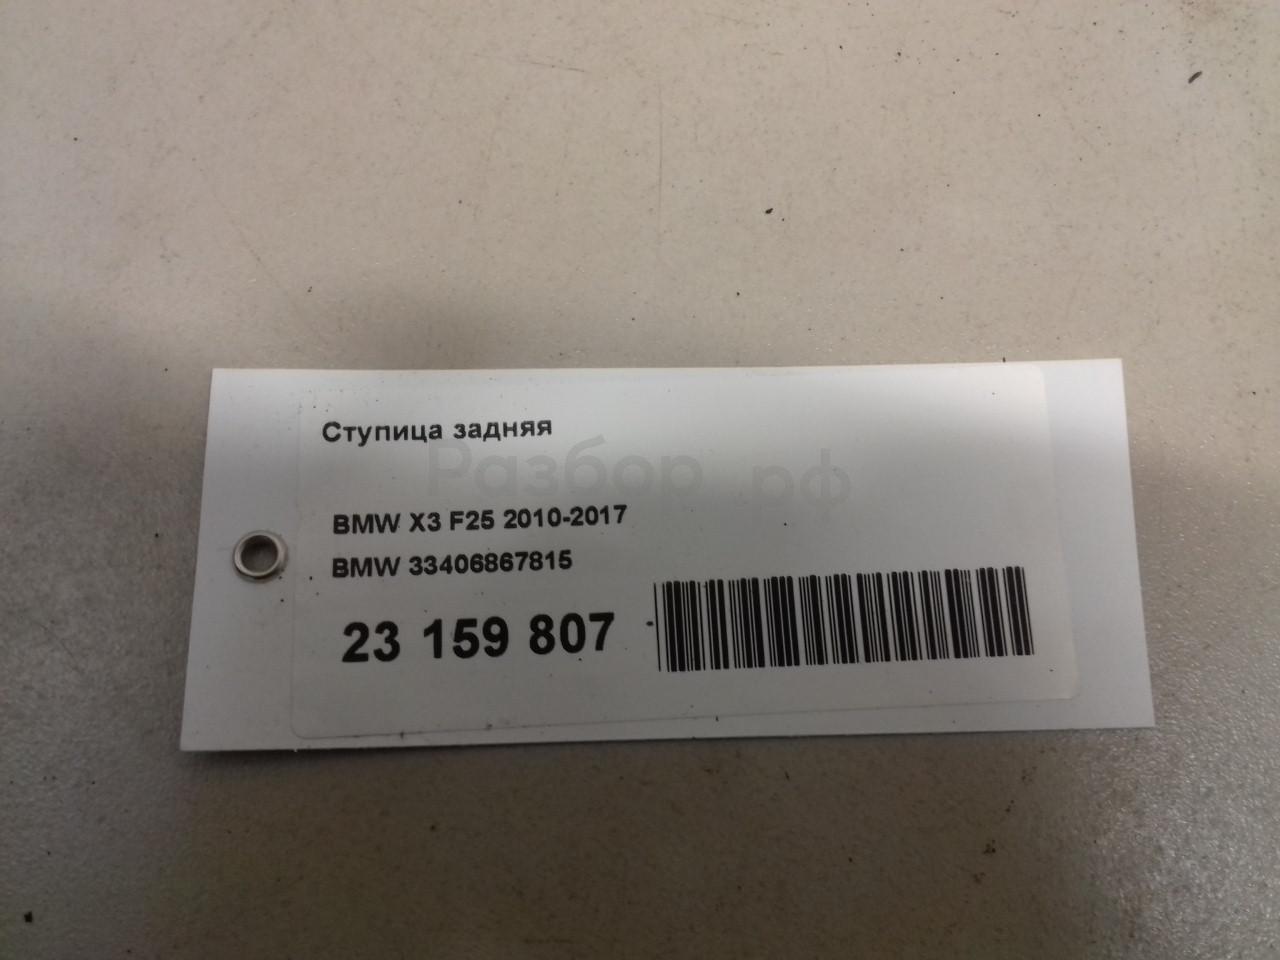 Ступица задняя
Разбор.рф
BMW X3 F25 2010-2017
BMW 33406867815
23 159 807